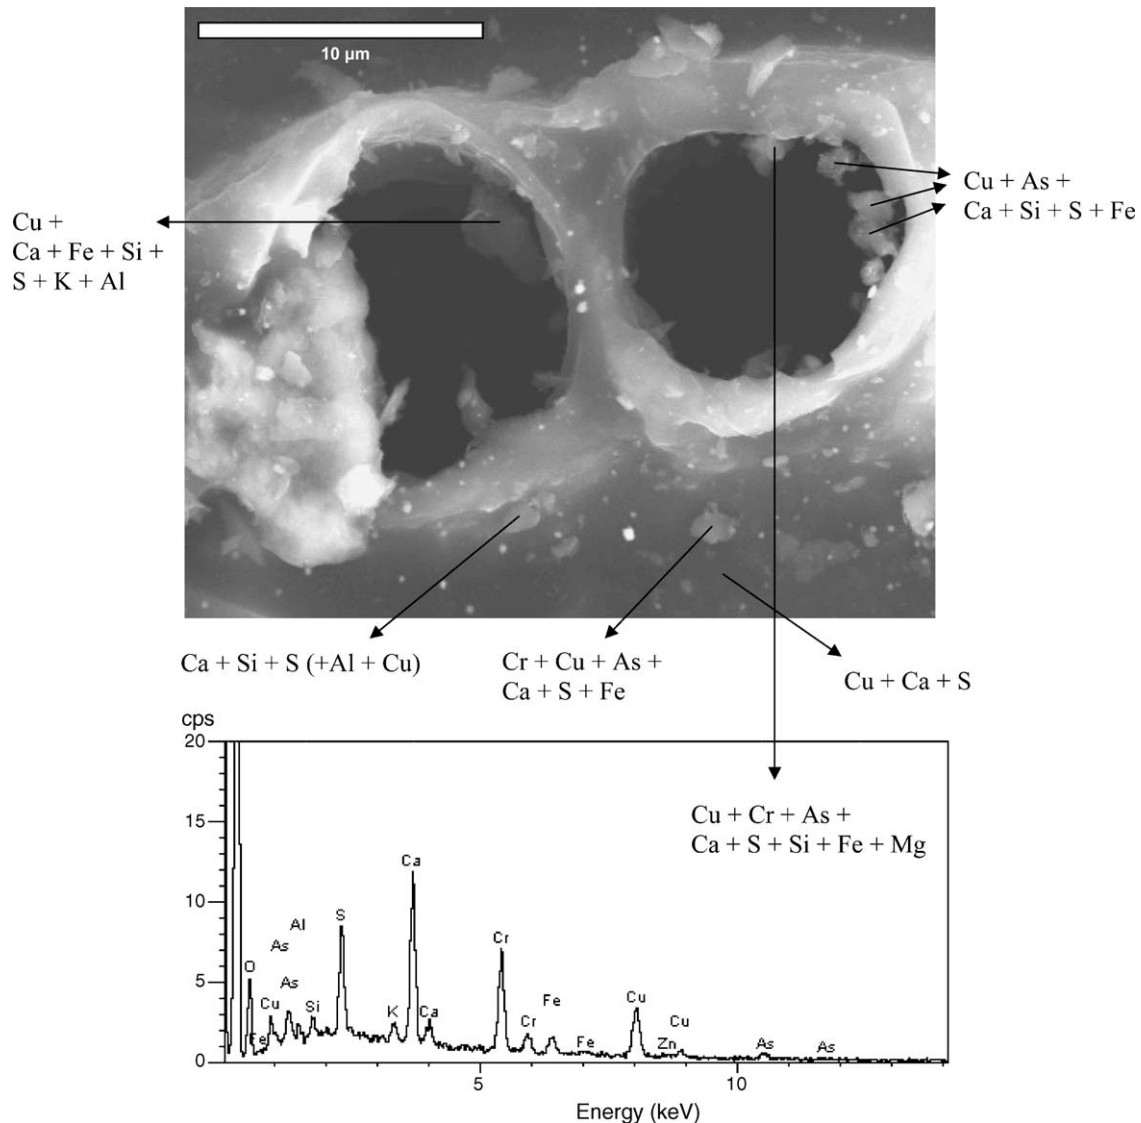 10 µm
Cu +
Ca + Fe + Si +
S + K + Al
Cu + As +
Ca + Si + S + Fe
Ca + Si + S (+Al + Cu)
Cr + Cu + As +
Ca + S + Fe
Cu + Ca + S
Cu + Cr + As +
Ca + S + Si + Fe + Mg
cps
20
15
10
5
0
O
Fe
Cu
As
As
Al
Si
S
K
Ca
Ca
Cr
Cr
Fe
Fe
Cu
Zn
Cu
As
As
5
10
Energy (keV)